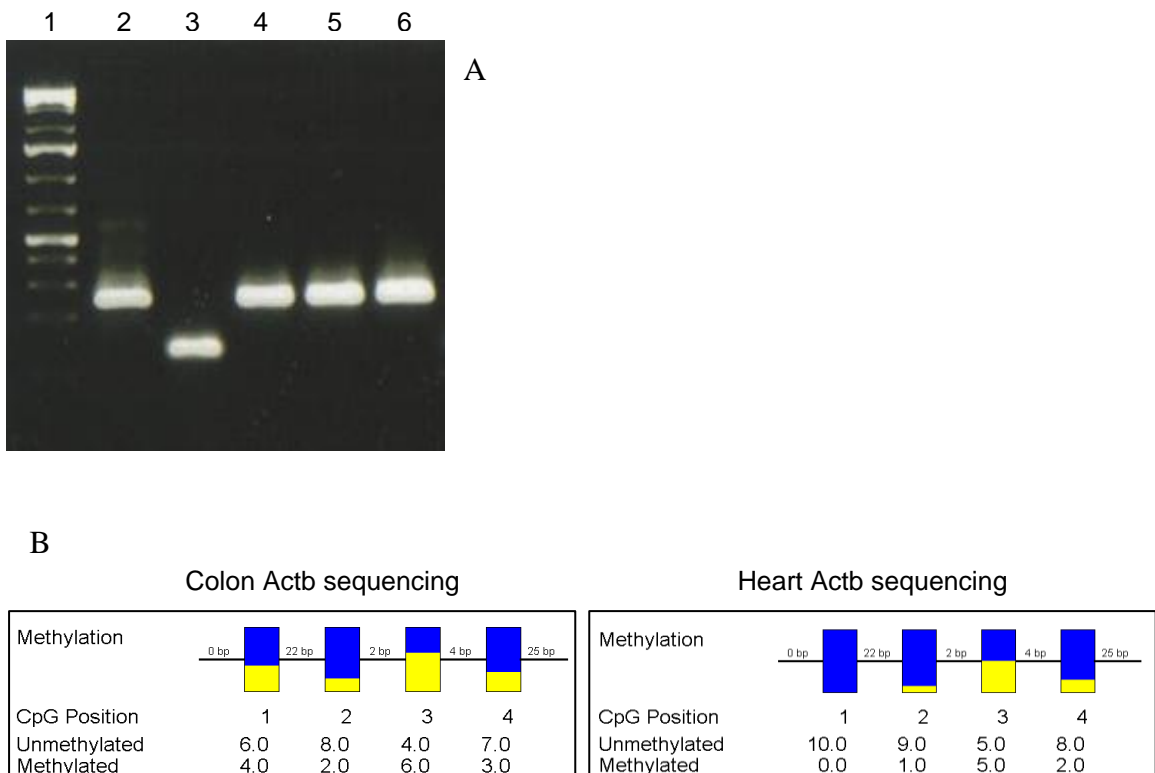 1 2 3 4 5 6
A
B
Colon Actb sequencing
Methylation 0 bp 22 bp 2 bp 4 bp 25 bp
CpG Position 1 2 3 4
Unmethylated 6.0 8.0 4.0 7.0
Methylated 4.0 2.0 6.0 3.0
Heart Actb sequencing
Methylation 0 bp 22 bp 2 bp 4 bp 25 bp
CpG Position 1 2 3 4
Unmethylated 10.0 9.0 5.0 8.0
Methylated 0.0 1.0 5.0 2.0